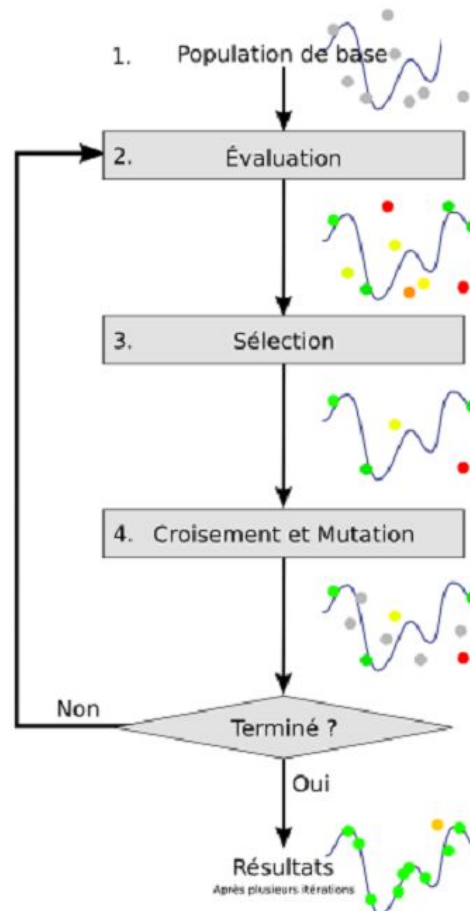 1. Population de base
2. Évaluation
3. Sélection
4. Croisement et Mutation
Terminé ?
Non
Oui
Résultats
Après plusieurs itérations